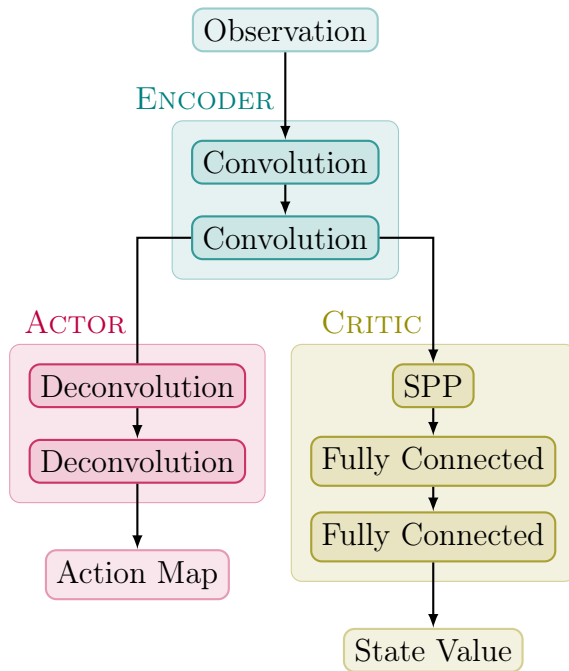 Observation
ENCODER
Convolution
Convolution
ACTOR
Deconvolution
Deconvolution
Action Map
CRITIC
SPP
Fully Connected
Fully Connected
State Value